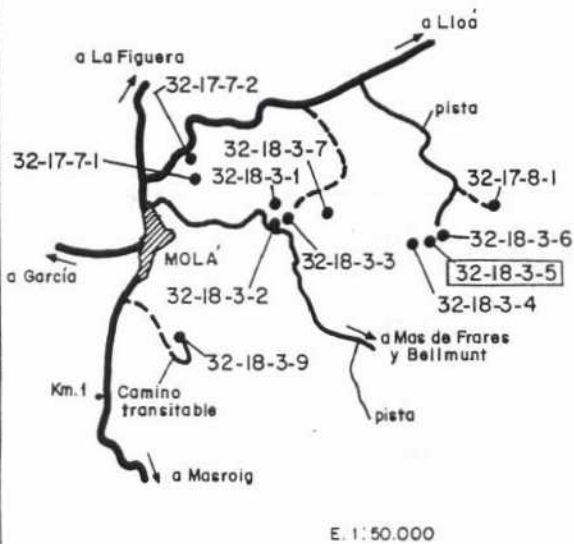 a Lloá
a La Figuera
32-17-7-2
pista
32-17-7-1
32-18-3-7
32-18-3-1
32-17-8-1
32-18-3-6
MOLÁ
32-18-3-3
32-18-3-5
a García
32-18-3-2
32-18-3-4
a Mas de Frares
y Bellmunt
32-18-3-9
Km. 1
Camino
transitable
pista
a Masroig
E. 1:50.000